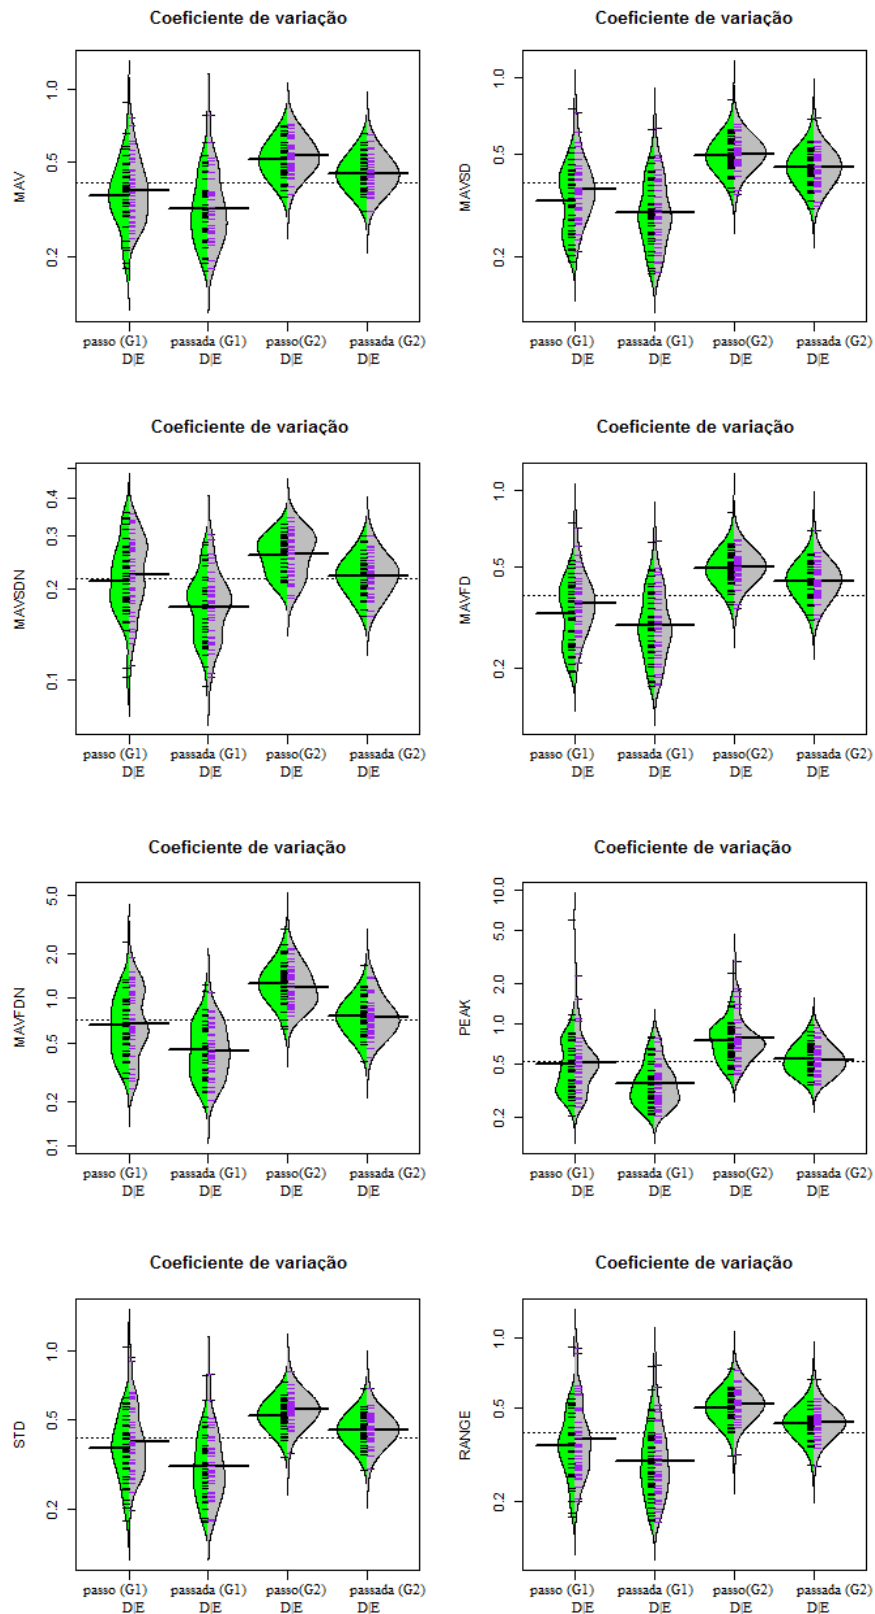 Coeficiente de variação
MAV
1.0
0.5
0.2
passo (G1) passada (G1) passo(G2) passada (G2)
D|E D|E D|E D|E
Coeficiente de variação
MAVSD
1.0
0.5
0.2
passo (G1) passada (G1) passo(G2) passada (G2)
D|E D|E D|E D|E
Coeficiente de variação
MAVSDN
0.4
0.3
0.2
0.1
passo (G1) passada (G1) passo(G2) passada (G2)
D|E D|E D|E D|E
Coeficiente de variação
MAVFD
1.0
0.5
0.2
passo (G1) passada (G1) passo(G2) passada (G2)
D|E D|E D|E D|E
Coeficiente de variação
MAVFDN
5.0
2.0
1.0
0.5
0.2
0.1
passo (G1) passada (G1) passo(G2) passada (G2)
D|E D|E D|E D|E
Coeficiente de variação
PEAK
10.0
5.0
2.0
1.0
0.5
0.2
passo (G1) passada (G1) passo(G2) passada (G2)
D|E D|E D|E D|E
Coeficiente de variação
STD
1.0
0.5
0.2
passo (G1) passada (G1) passo(G2) passada (G2)
D|E D|E D|E D|E
Coeficiente de variação
RANGE
1.0
0.5
0.2
passo (G1) passada (G1) passo(G2) passada (G2)
D|E D|E D|E D|E